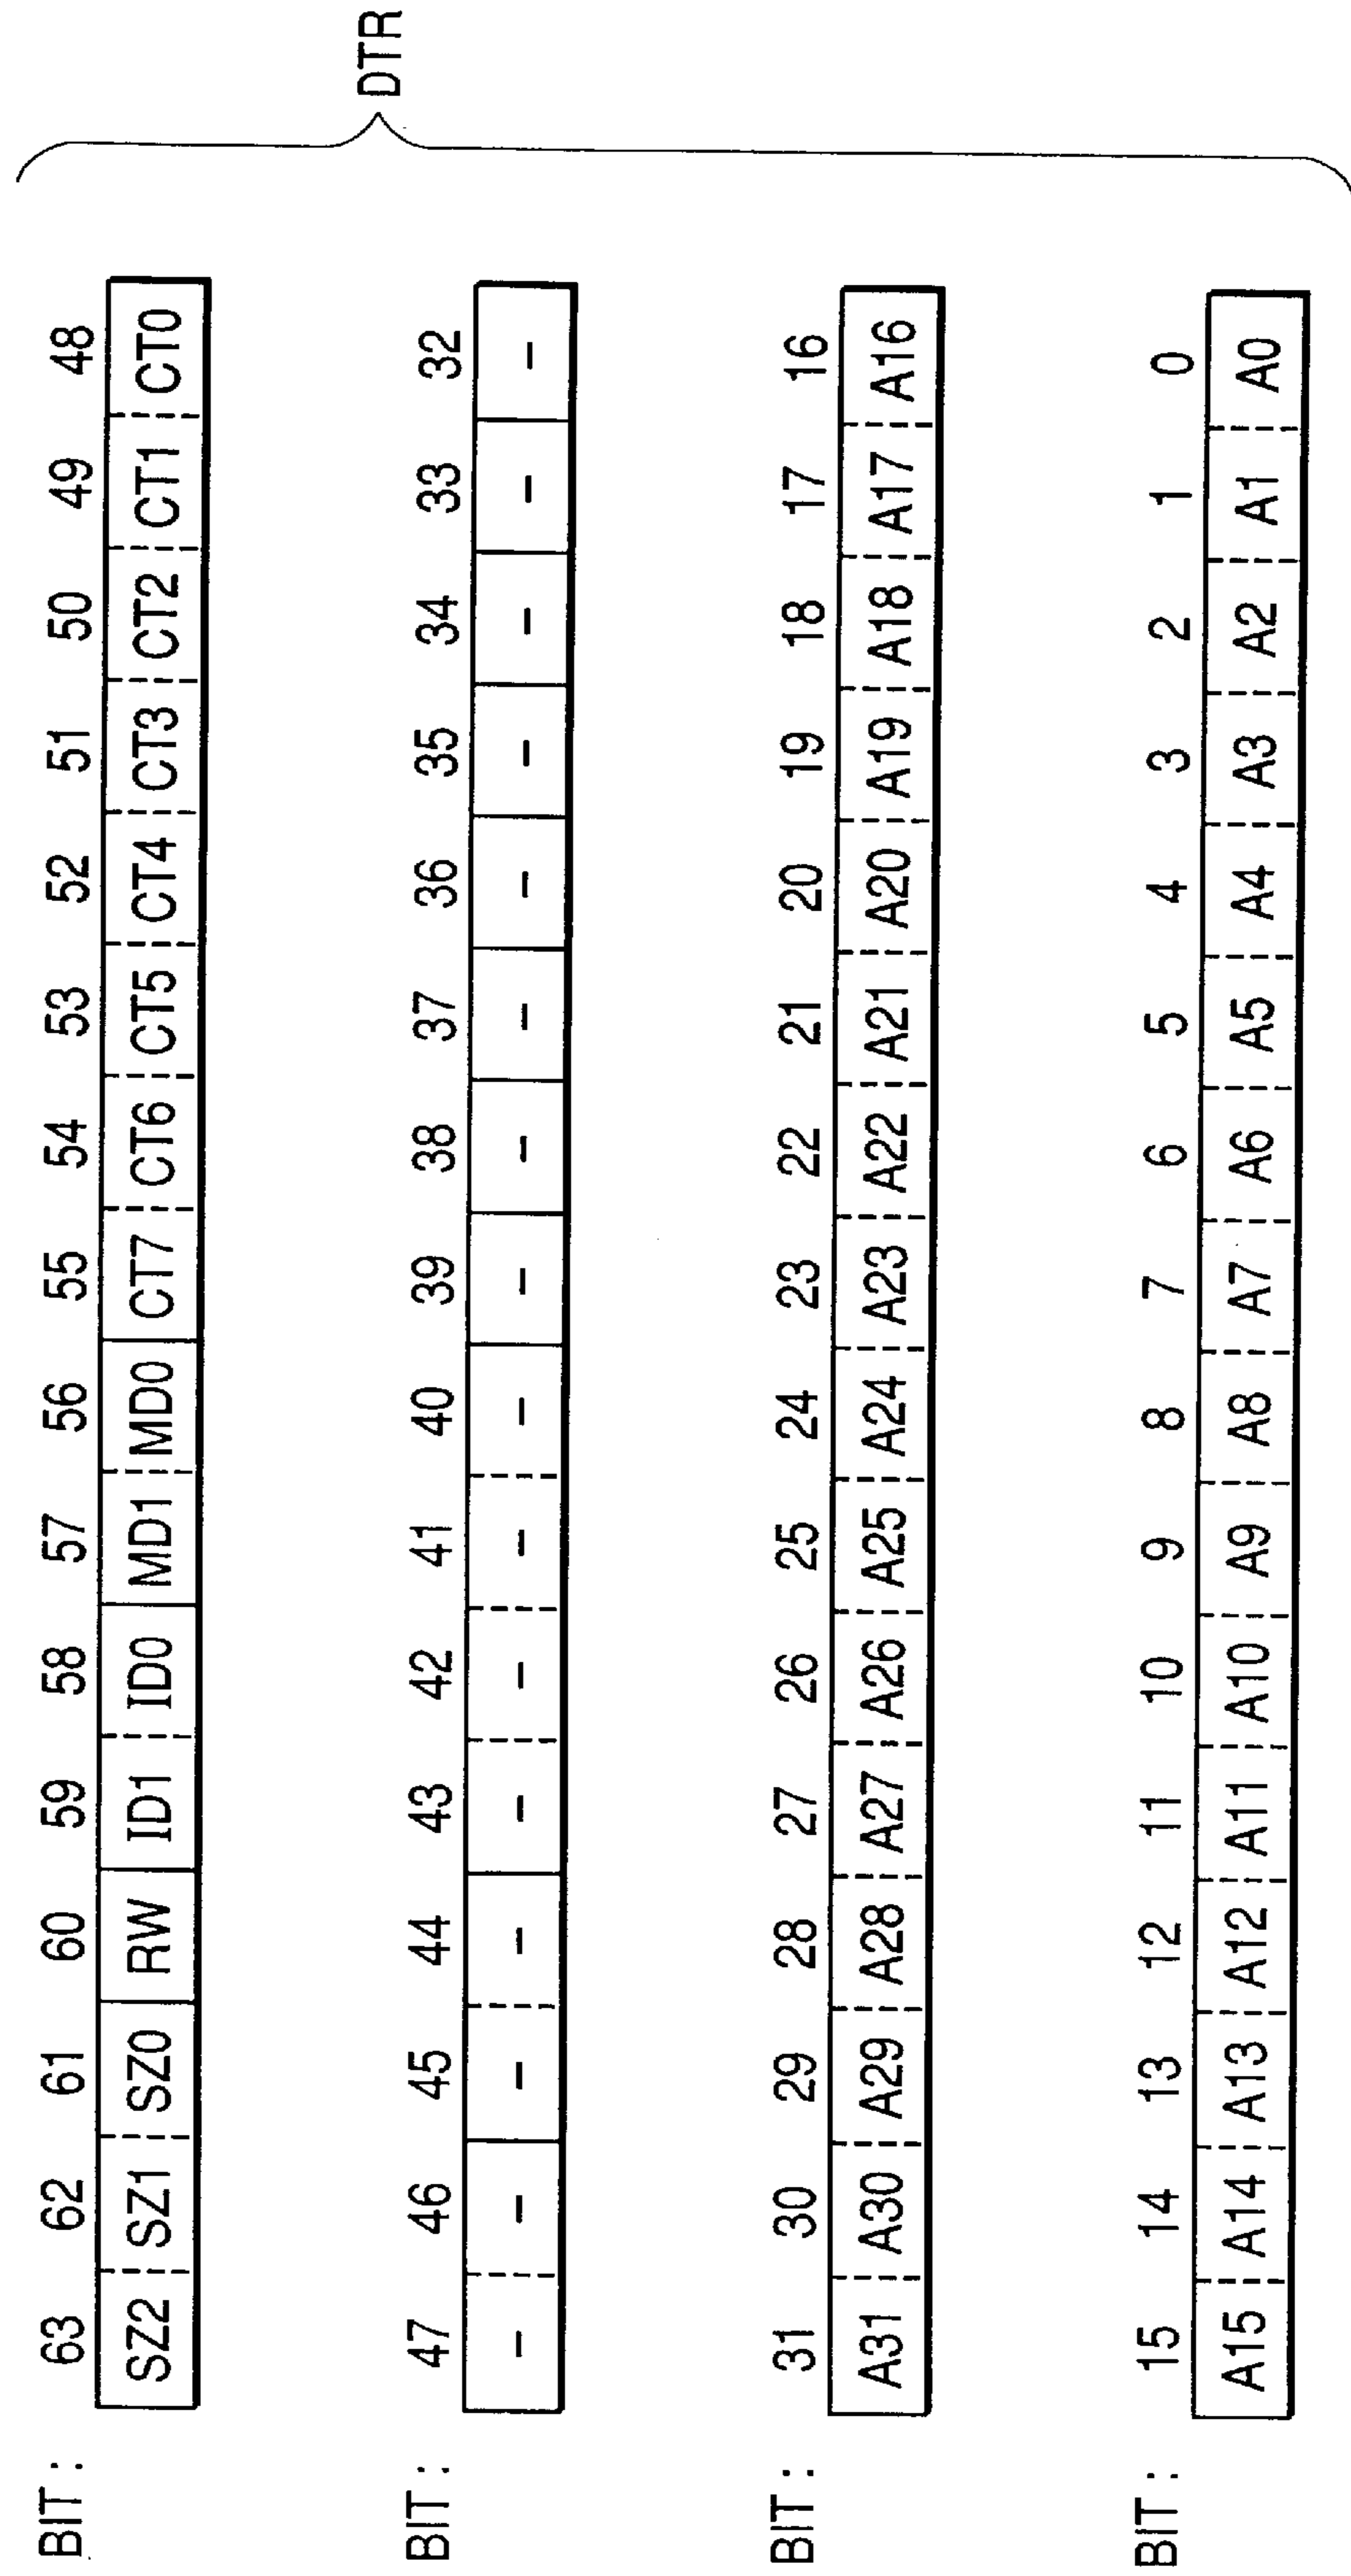 BIT : 63 62 61 60 59 58 57 56 55 54 53 52 51 50 49 48
SZ2 SZ1 SZ0 RW ID1 ID0 MD1 MD0 CT7 CT6 CT5 CT4 CT3 CT2 CT1 CT0
BIT : 47 46 45 44 43 42 41 40 39 38 37 36 35 34 33 32
- - - - - - - - - - - - - - - -
BIT : 31 30 29 28 27 26 25 24 23 22 21 20 19 18 17 16
A31 A30 A29 A28 A27 A26 A25 A24 A23 A22 A21 A20 A19 A18 A17 A16
BIT : 15 14 13 12 11 10 9 8 7 6 5 4 3 2 1 0
A15 A14 A13 A12 A11 A10 A9 A8 A7 A6 A5 A4 A3 A2 A1 A0
DTR